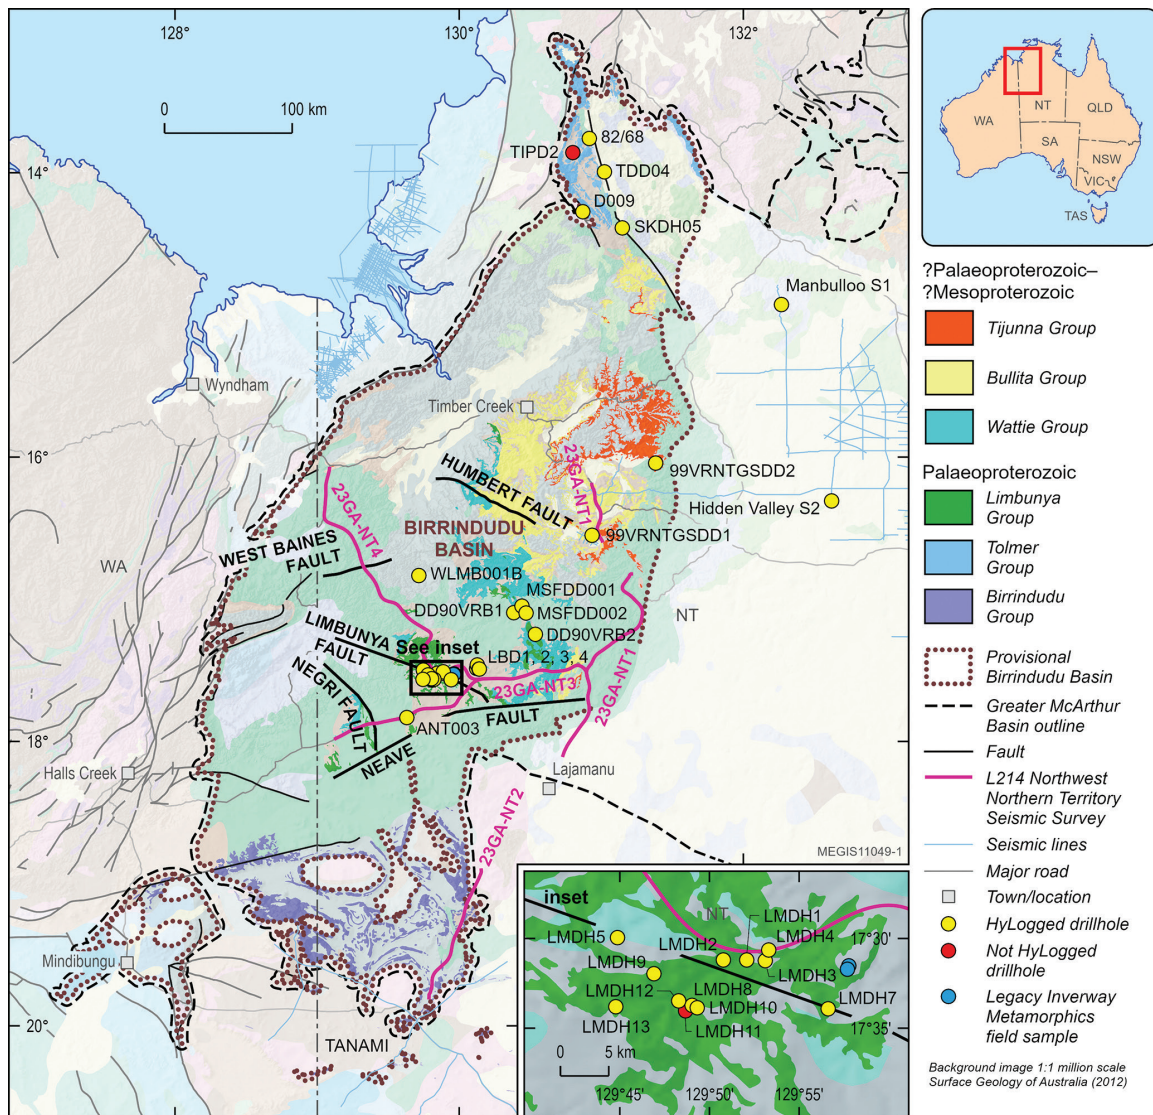 128°
130°
132°
0
100 km
14°
16°
18°
20°
82/68
TIPD2
TDD04
D009
SKDH05
Manbulloo S1
Wyndham
Timber Creek
99VRNTGSDD2
Hidden Valley S2
23GA-NT1
HUMBERT FAULT
23GA-NT4
BIRRINDUDU
BASIN
99VRNTGSDD1
WEST BAINES
FAULT
WA
WLMB001B
MSFDD001
DD90VRB1
MSFDD002
NT
DD90VRB2
LIMBUNYA
FAULT
See inset
LBD1, 2, 3, 4
23GA-NT3
23GA-NT1
NEGRI FAULT
ANT003
NEAVE
FAULT
Halls Creek
Lajamanu
23GA-NT2
MEGIS11049-1
Mindibungu
TANAMI
inset
NT
LMDH1
LMDH4
LMDH2
LMDH5
17°30'
LMDH3
LMDH9
LMDH8
LMDH12
LMDH7
LMDH10
LMDH13
LMDH11
17°35'
0
5 km
129°45'
129°50'
129°55'
WA
NT
QLD
SA
NSW
VIC
TAS
?Palaeoproterozoic–
?Mesoproterozoic
Tijunna Group
Bullita Group
Wattie Group
Palaeoproterozoic
Limbunya
Group
Tolmer
Group
Birrindudu
Group
Provisional
Birrindudu Basin
Greater McArthur
Basin outline
Fault
L214 Northwest
Northern Territory
Seismic Survey
Seismic lines
Major road
Town/location
HyLogged drillhole
Not HyLogged
drillhole
Legacy Inverway
Metamorphics
field sample
Background image 1:1 million scale
Surface Geology of Australia (2012)